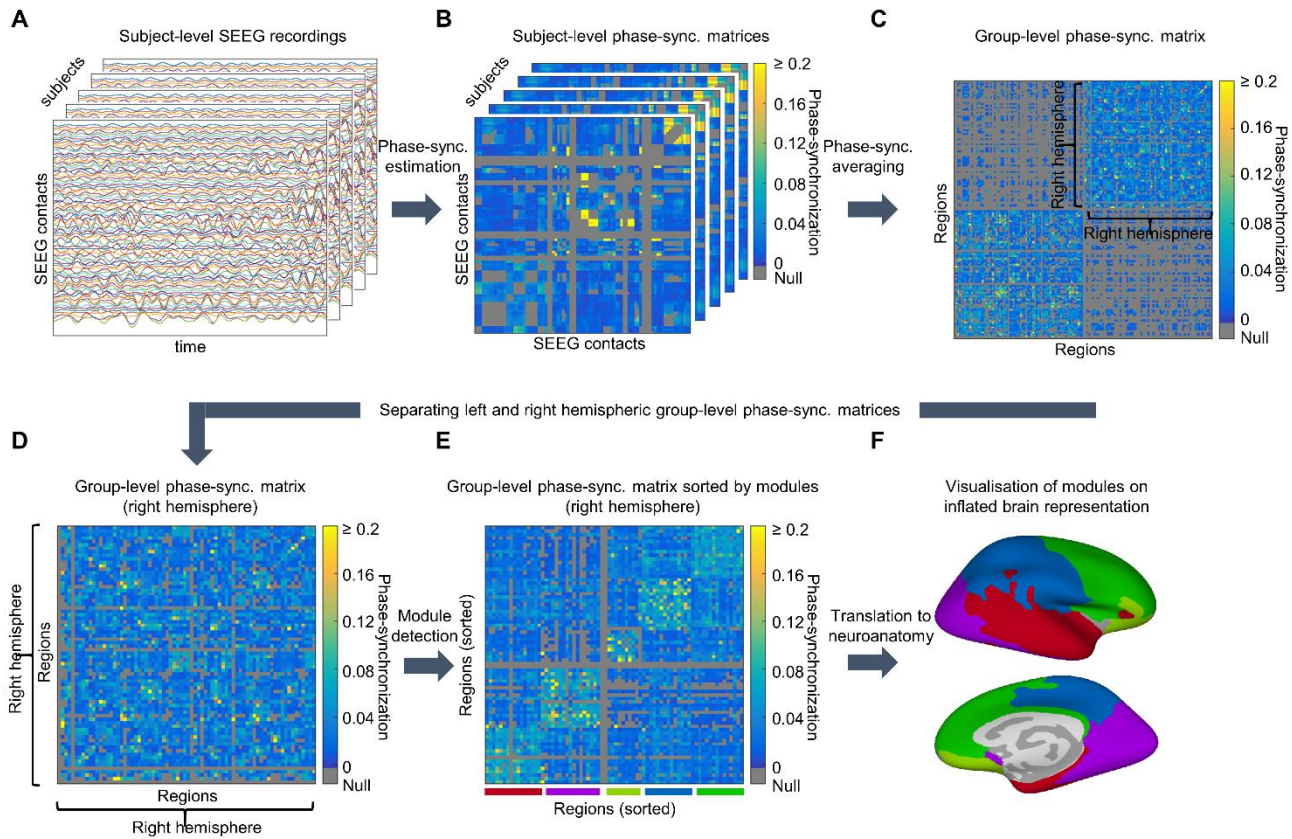 A
Subject-level SEEG recordings
subjects
SEEG contacts
time
Phase-sync.
estimation
B
Subject-level phase-sync. matrices
subjects
SEEG contacts
SEEG contacts
≥ 0.2
0.16
0.12
0.08
0.04
0
Null
Phase-synchronization
Phase-sync.
averaging
C
Group-level phase-sync. matrix
Regions
Right hemisphere
Right hemisphere
Regions
≥ 0.2
0.16
0.12
0.08
0.04
0
Null
Phase-synchronization
Separating left and right hemispheric group-level phase-sync. matrices
D
Group-level phase-sync. matrix
(right hemisphere)
Right hemisphere
Regions
Regions
Right hemisphere
≥ 0.2
0.16
0.12
0.08
0.04
0
Null
Phase-synchronization
Module
detection
E
Group-level phase-sync. matrix sorted by modules
(right hemisphere)
Regions (sorted)
Regions (sorted)
≥ 0.2
0.16
0.12
0.08
0.04
0
Null
Phase-synchronization
Translation to
neuroanatomy
F
Visualisation of modules on
inflated brain representation